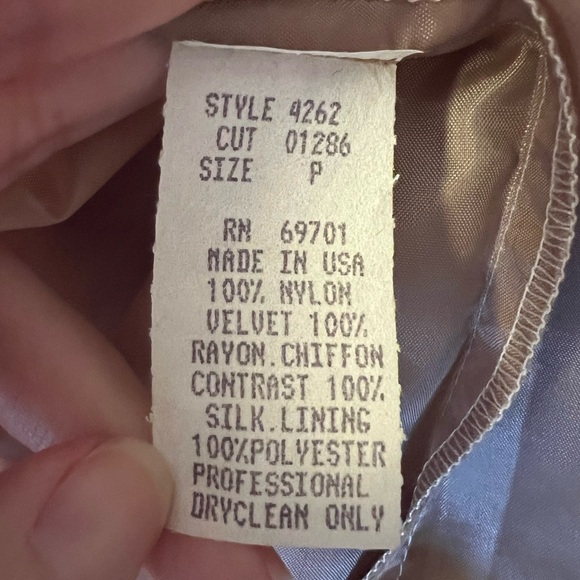 STYLE 4262
CUT 01286
SIZE P
RN 69701
MADE IN USA
100% NYLON
VELVET 100%
RAYON.CHIFFON
CONTRAST 100%
SILK.LINING
100%POLYESTER
PROFESSIONAL
DRYCLEAN ONLY